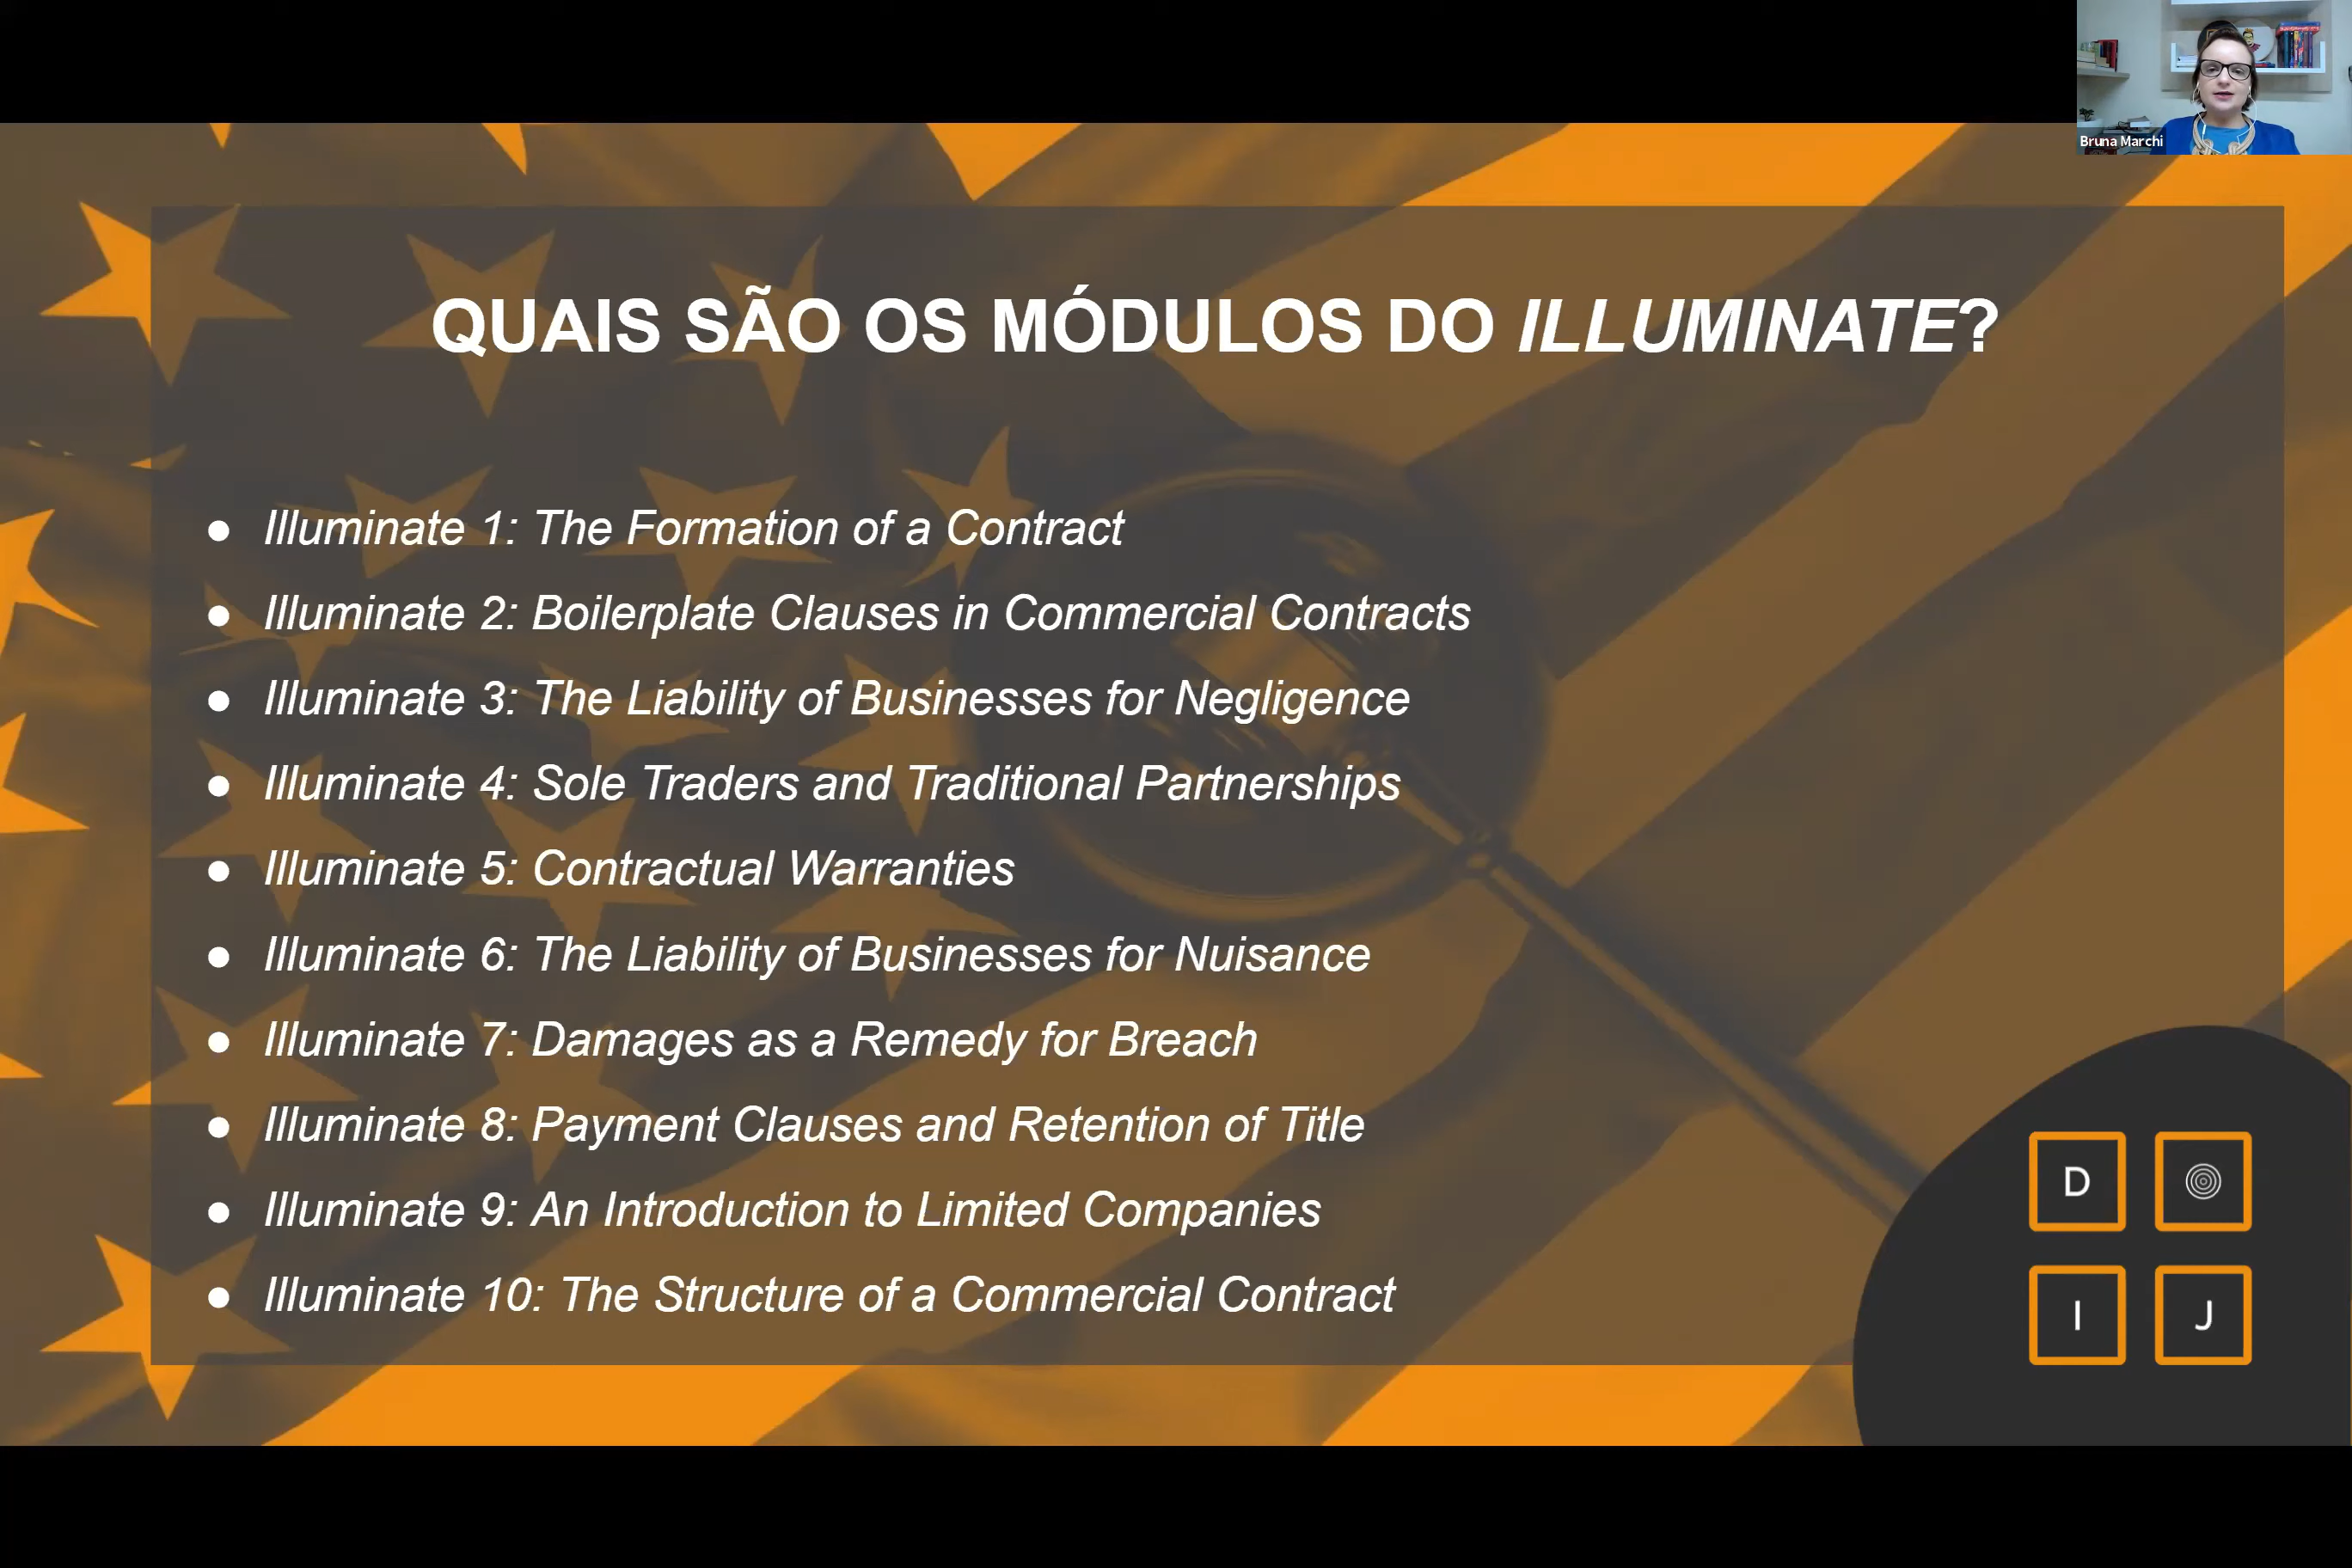 Bruna Marchi
QUAIS SÃO OS MÓDULOS DO ILLUMINATE?
● Illuminate 1: The Formation of a Contract
● Illuminate 2: Boilerplate Clauses in Commercial Contracts
● Illuminate 3: The Liability of Businesses for Negligence
● Illuminate 4: Sole Traders and Traditional Partnerships
● Illuminate 5: Contractual Warranties
● Illuminate 6: The Liability of Businesses for Nuisance
● Illuminate 7: Damages as a Remedy for Breach
● Illuminate 8: Payment Clauses and Retention of Title
● Illuminate 9: An Introduction to Limited Companies
● Illuminate 10: The Structure of a Commercial Contract
D
I J